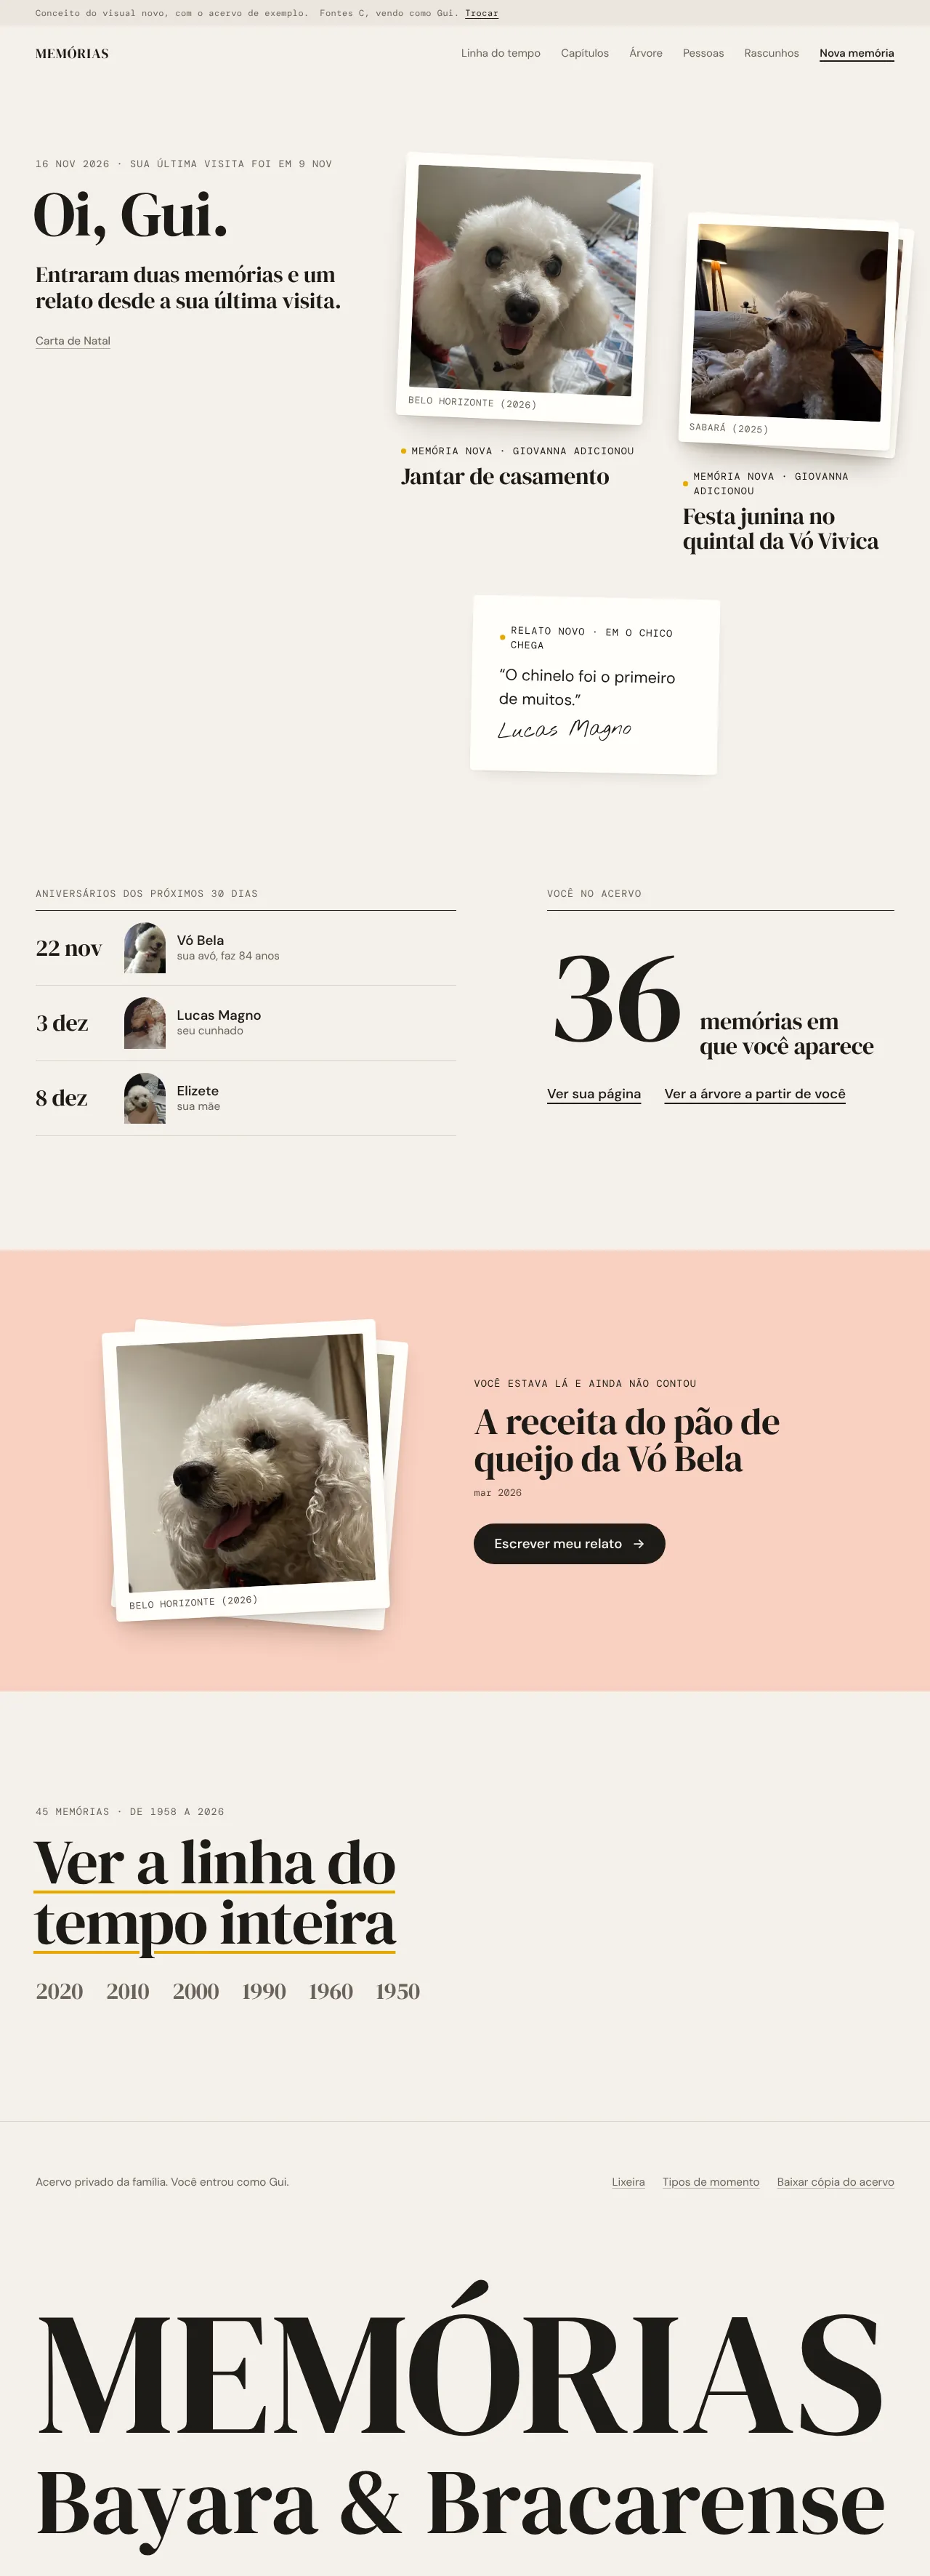 Conceito do visual novo, com o acervo de exemplo. Fontes C, vendo como Gui. Trocar
MEMÓRIAS
Linha do tempo Capítulos Árvore Pessoas Rascunhos Nova memória
16 NOV 2026 · SUA ÚLTIMA VISITA FOI EM 9 NOV
Oi, Gui.
Entraram duas memórias e um
relato desde a sua última visita.
Carta de Natal
BELO HORIZONTE (2026)
MEMÓRIA NOVA · GIOVANNA ADICIONOU
Jantar de casamento
SABARÁ (2025)
MEMÓRIA NOVA · GIOVANNA
ADICIONOU
Festa junina no
quintal da Vó Vivica
RELATO NOVO · EM O CHICO
CHEGA
“O chinelo foi o primeiro
de muitos.”
Lucas Magno
ANIVERSÁRIOS DOS PRÓXIMOS 30 DIAS
22 nov
Vó Bela
sua avó, faz 84 anos
3 dez
Lucas Magno
seu cunhado
8 dez
Elizete
sua mãe
VOCÊ NO ACERVO
36
memórias em
que você aparece
Ver sua página Ver a árvore a partir de você
BELO HORIZONTE (2026)
VOCÊ ESTAVA LÁ E AINDA NÃO CONTOU
A receita do pão de
queijo da Vó Bela
mar 2026
Escrever meu relato →
45 MEMÓRIAS · DE 1958 A 2026
Ver a linha do
tempo inteira
2020 2010 2000 1990 1960 1950
Acervo privado da família. Você entrou como Gui.
Lixeira Tipos de momento Baixar cópia do acervo
MEMÓRIAS
Bayara & Bracarense